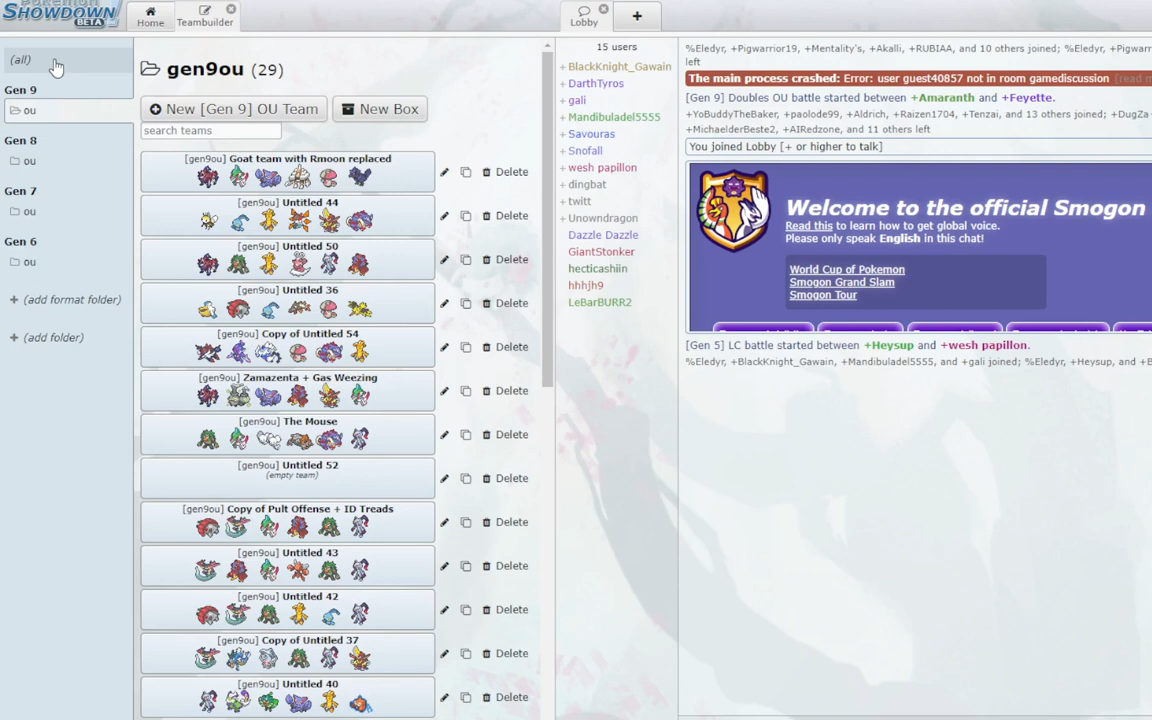 Pokémon
SHOWDOWN
BETA
Home
Teambuilder
Lobby
(all)
Gen 9
ou
Gen 8
ou
Gen 7
ou
Gen 6
ou
(add format folder)
(add folder)
gen9ou (29)
New [Gen 9] OU Team
New Box
search teams
[gen9ou] Goat team with Rmoon replaced
Delete
[gen9ou] Untitled 44
Delete
[gen9ou] Untitled 50
Delete
[gen9ou] Untitled 36
Delete
[gen9ou] Copy of Untitled 54
Delete
[gen9ou] Zamazenta + Gas Weezing
Delete
[gen9ou] The Mouse
Delete
[gen9ou] Untitled 52
(empty team)
Delete
[gen9ou] Copy of Pult Offense + ID Treads
Delete
[gen9ou] Untitled 43
Delete
[gen9ou] Untitled 42
Delete
[gen9ou] Copy of Untitled 37
Delete
[gen9ou] Untitled 40
Delete
15 users
+BlackKnight_Gawain
+DarthTyros
+gali
+Mandibuladel5555
+Savouras
+Snofall
+wesh papillon
+dingbat
+twitt
+Unowndragon
Dazzle Dazzle
GiantStonker
hecticashiin
hhhjh9
LeBarBURR2
%Eledyr, +Pigwarrior19, +Mentality's, +Akalli, +RUBIAA, and 10 others joined; %Eledyr, +Pigwarr
left
The main process crashed: Error: user guest40857 not in room gamediscussion [read m
[Gen 9] Doubles OU battle started between +Amaranth and +Feyette.
+YoBuddyTheBaker, +paolode99, +Aldrich, +Raizen1704, +Tenzai, and 13 others joined; +DugZa
+MichaelderBeste2, +AIRedzone, and 11 others left
You joined Lobby [+ or higher to talk]
Welcome to the official Smogon
Read this to learn how to get global voice.
Please only speak English in this chat!
World Cup of Pokemon
Smogon Grand Slam
Smogon Tour
[Gen 5] LC battle started between +Heysup and +wesh papillon.
%Eledyr, +BlackKnight_Gawain, +Mandibuladel5555, and +gali joined; %Eledyr, +Heysup, and +B